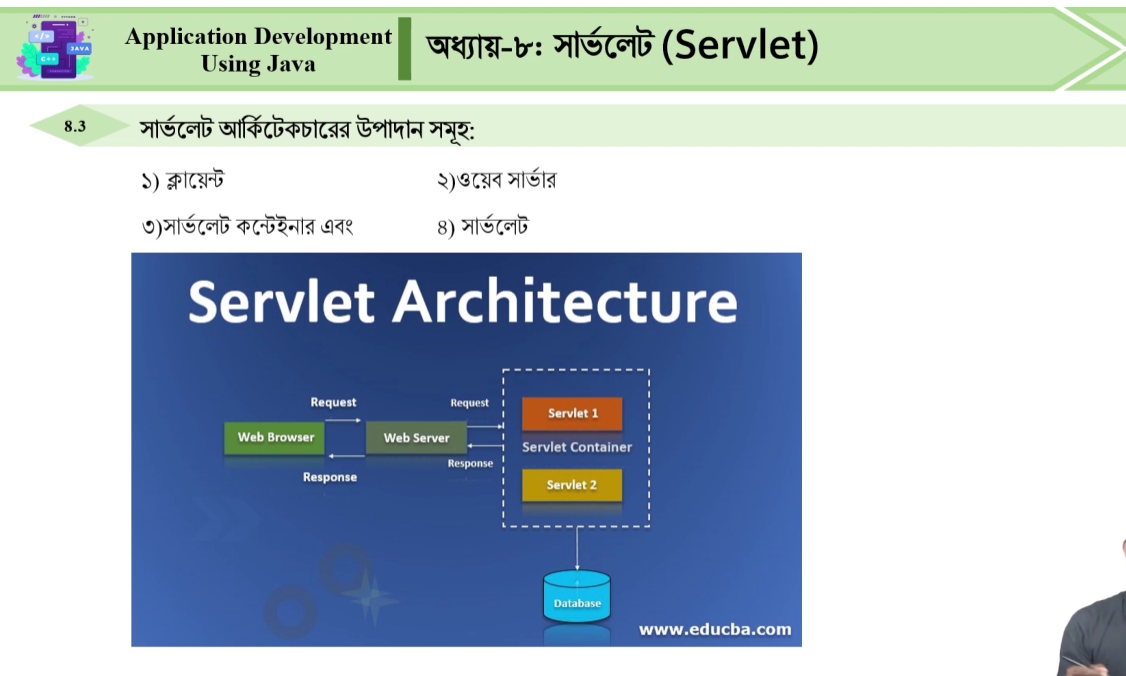 </>
JAVA
C++
Application Development
Using Java
অধ্যায়-৮: সার্ভলেট (Servlet)
8.3
সার্ভলেট আর্কিটেকচারের উপাদান সমূহ:
১) ক্লায়েন্ট
২)ওয়েব সার্ভার
৩)সার্ভলেট কন্টেইনার এবং
৪) সার্ভলেট
Servlet Architecture
Request
Request
Servlet 1
Web Browser
Web Server
Servlet Container
Response
Response
Servlet 2
Database
www.educba.com